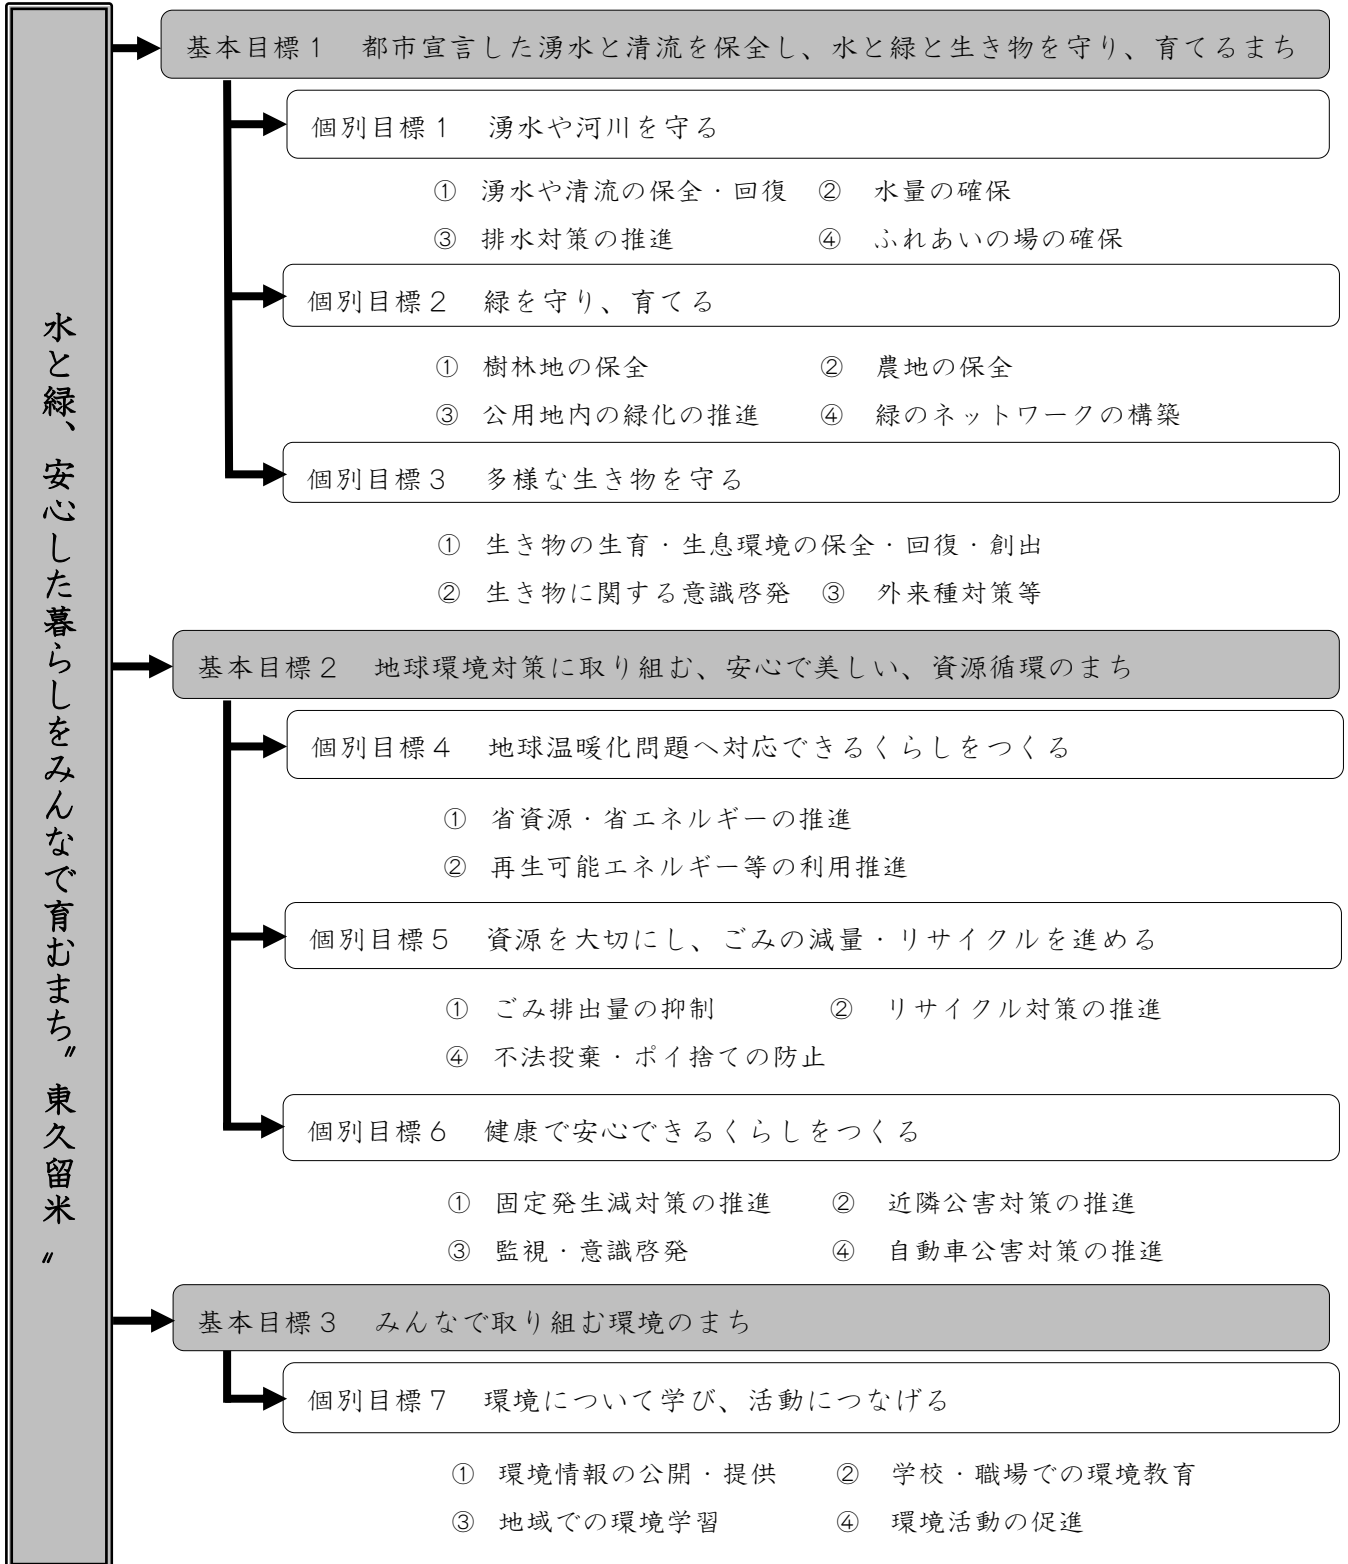 水と緑、安心した暮らしをみんなで育むまち〃東久留米〃
基本目標１　都市宣言した湧水と清流を保全し、水と緑と生き物を守り、育てるまち
個別目標１　湧水や河川を守る
①　湧水や清流の保全・回復　②　水量の確保
③　排水対策の推進　④　ふれあいの場の確保
個別目標２　緑を守り、育てる
①　樹林地の保全　②　農地の保全
③　公用地内の緑化の推進　④　緑のネットワークの構築
個別目標３　多様な生き物を守る
①　生き物の生育・生息環境の保全・回復・創出
②　生き物に関する意識啓発　③　外来種対策等
基本目標２　地球環境対策に取り組む、安心で美しい、資源循環のまち
個別目標４　地球温暖化問題へ対応できるくらしをつくる
①　省資源・省エネルギーの推進
②　再生可能エネルギー等の利用推進
個別目標５　資源を大切にし、ごみの減量・リサイクルを進める
①　ごみ排出量の抑制　②　リサイクル対策の推進
④　不法投棄・ポイ捨ての防止
個別目標６　健康で安心できるくらしをつくる
①　固定発生減対策の推進　②　近隣公害対策の推進
③　監視・意識啓発　④　自動車公害対策の推進
基本目標３　みんなで取り組む環境のまち
個別目標７　環境について学び、活動につなげる
①　環境情報の公開・提供　②　学校・職場での環境教育
③　地域での環境学習　④　環境活動の促進